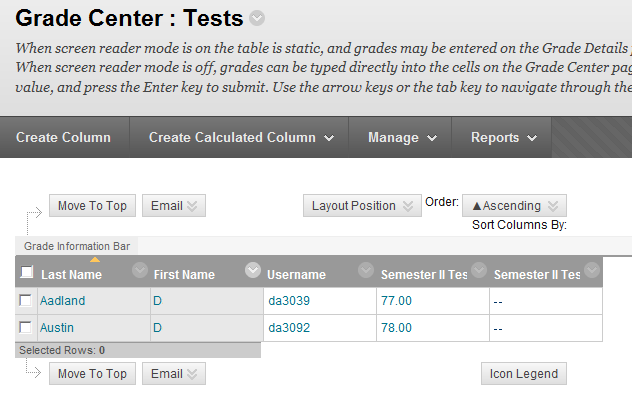 Grade Center : Tests
When screen reader mode is on the table is static, and grades may be entered on the Grade Details
When screen reader mode is off, grades can be typed directly into the cells on the Grade Center
value, and press the Enter key to submit. Use the arrow keys or the tab key to navigate through the
Create Column Create Calculated Column Manage Reports
Move To Top Email Layout Position Order: ▲Ascending
Sort Columns By:
Grade Information Bar
Last Name First Name Username Semester II Tes Semester II Tes
Aadland D da3039 77.00 --
Austin D da3092 78.00 --
Selected Rows: 0
Move To Top Email Icon Legend